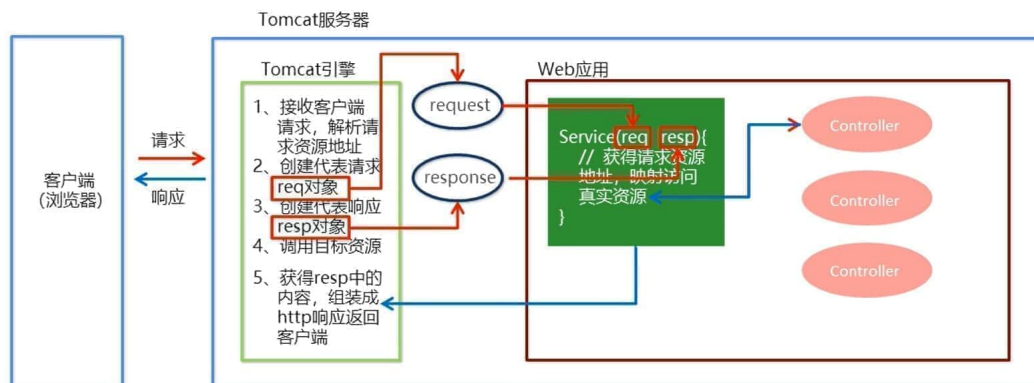 Tomcat服务器
Tomcat引擎
Web应用
客户端
(浏览器)
请求
响应
1、接收客户端
请求，解析请
求资源地址
2、创建代表请求
req对象
3、创建代表响应
resp对象
4、调用目标资源
5、获得resp中的
内容，组装成
http响应返回
客户端
request
response
Service(req resp){
// 获得请求资源
地址，映射访问
真实资源
}
Controller
Controller
Controller